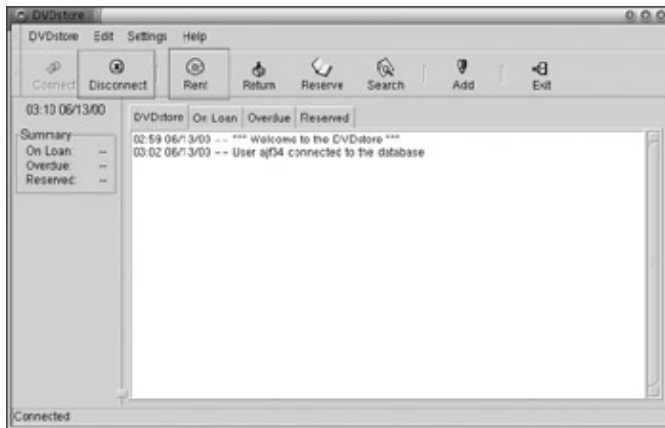 DVDstore
DVDstore Edit Settings Help
Connect Disconnect Rent Return Reserve Search Add Exit
03:10 06/13/00
DVDstore On Loan Overdue Reserved
Summary
On Loan: --
Overdue: --
Reserved: --
02:59 06/13/00 -- *** Welcome to the DVDstore ***
03:02 06/13/00 -- User ajf34 connected to the database
Connected